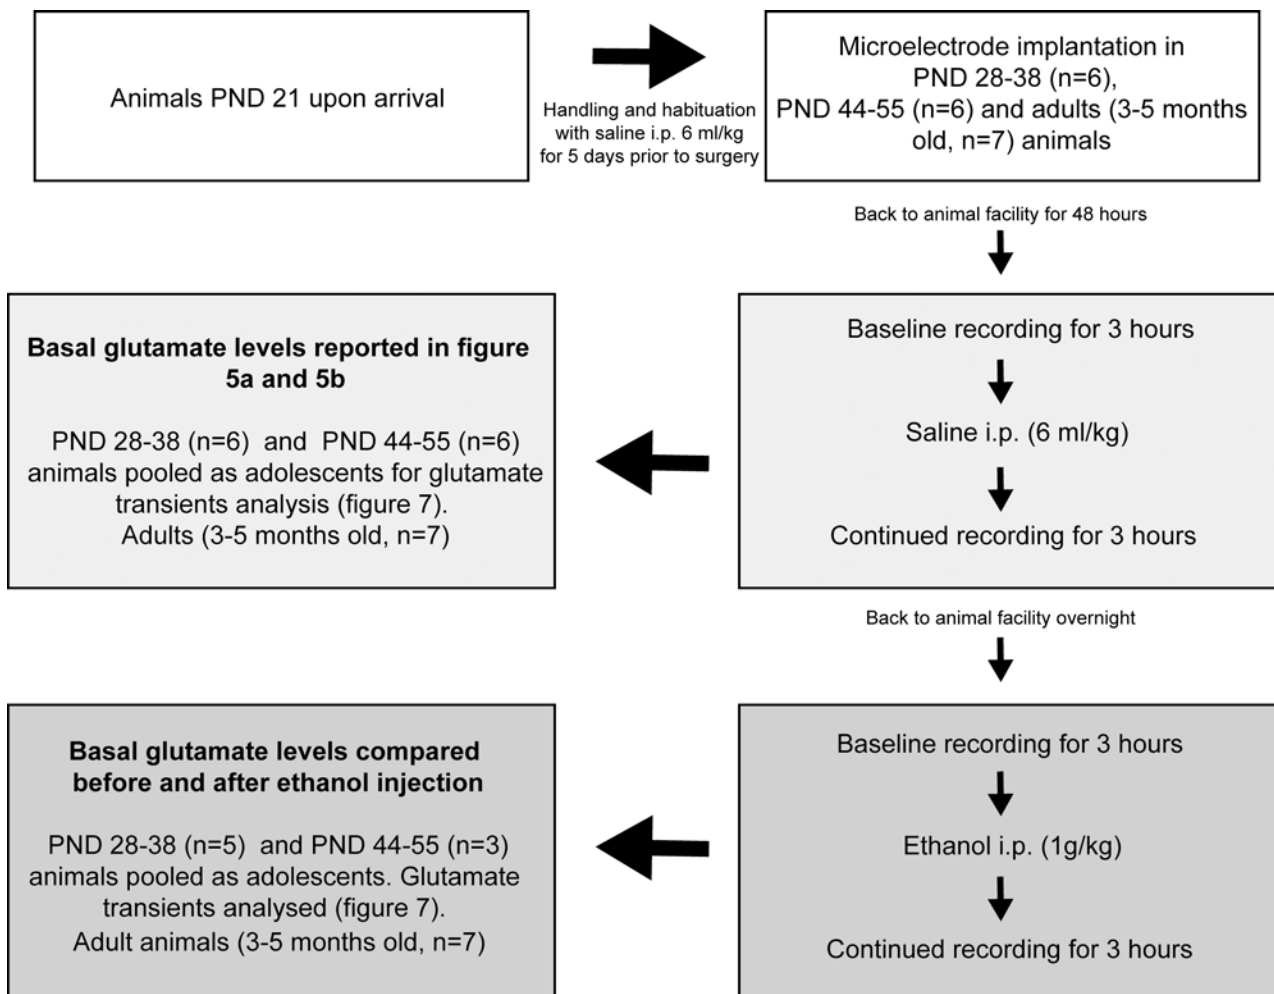 Animals PND 21 upon arrival
Handling and habituation
with saline i.p. 6 ml/kg
for 5 days prior to surgery
Microelectrode implantation in
PND 28-38 (n=6),
PND 44-55 (n=6) and adults (3-5 months
old, n=7) animals
Back to animal facility for 48 hours
Baseline recording for 3 hours
Saline i.p. (6 ml/kg)
Continued recording for 3 hours
Basal glutamate levels reported in figure
5a and 5b
PND 28-38 (n=6) and PND 44-55 (n=6)
animals pooled as adolescents for glutamate
transients analysis (figure 7).
Adults (3-5 months old, n=7)
Back to animal facility overnight
Baseline recording for 3 hours
Ethanol i.p. (1g/kg)
Continued recording for 3 hours
Basal glutamate levels compared
before and after ethanol injection
PND 28-38 (n=5) and PND 44-55 (n=3)
animals pooled as adolescents. Glutamate
transients analysed (figure 7).
Adult animals (3-5 months old, n=7)